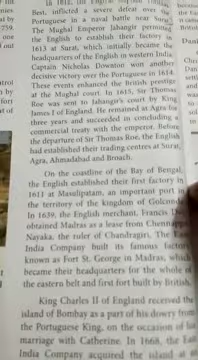 In 1612, the English
Best, inflicted a severe defeat over the
Portuguese in a naval battle near Surat.
The Mughal Emperor Jahangir permitted
the English to establish their factory in
1613 at Surat, which initially became the
headquarters of the English in western India.
Captain Nicholas Downton won another
decisive victory over the Portuguese in 1614.
These events enhanced the British prestige
at the Mughal court. In 1615, Sir Thomas
Roe was sent to Jahangir's court by King
James I of England. He remained at Agra for
three years and succeeded in concluding a
commercial treaty with the emperor. Before
the departure of Sir Thomas Roe, the English
had established their trading centres at Surat,
Agra, Ahmadabad and Broach.
On the coastline of the Bay of Bengal,
the English established their first factory in
1611 at Masulipatam, an important port in
the territory of the kingdom of Golconda.
In 1639, the English merchant, Francis Day
obtained Madras as a lease from Chennappa
Nayaka, the ruler of Chandragiri. The East
India Company built its famous factory
known as Fort St. George in Madras, which
became their headquarters for the whole of
the eastern belt and first fort built by British.
King Charles II of England received the
island of Bombay as a part of his dowry from
the Portuguese King, on the occasion of his
marriage with Catherine. In 1668, the East
India Company acquired the island at